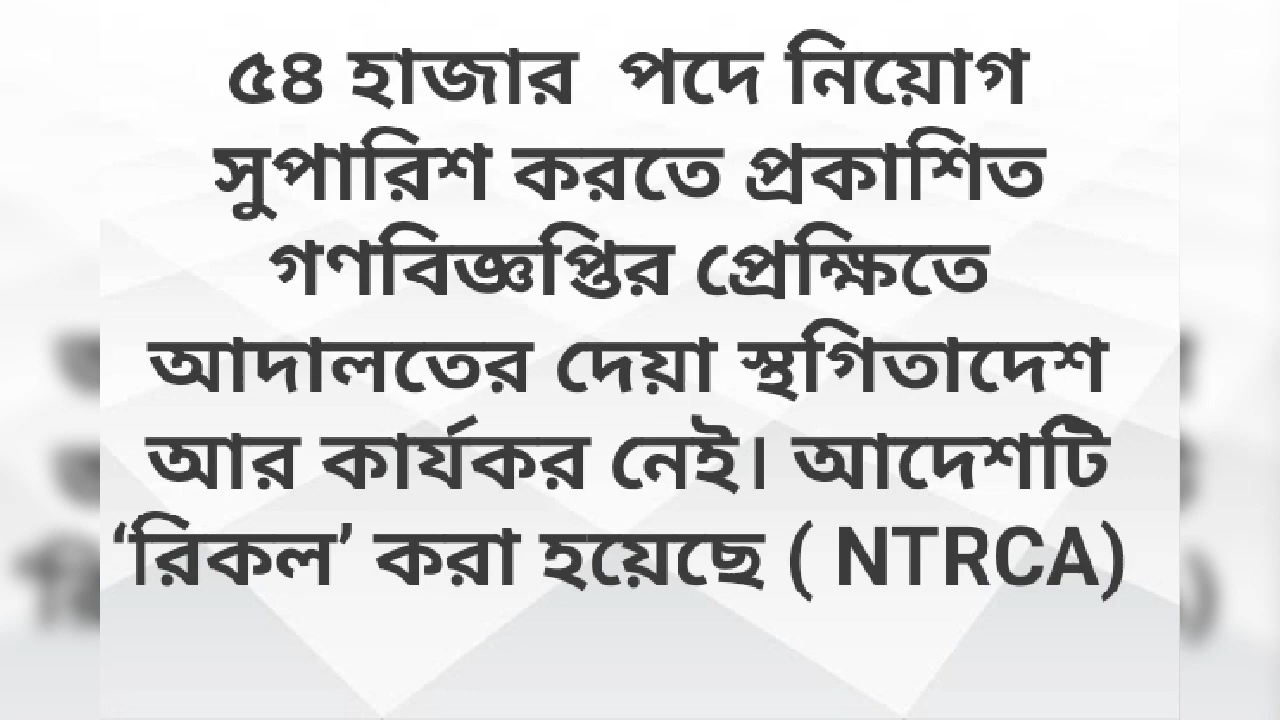 ৫৪ হাজার পদে নিয়োগ
সুপারিশ করতে প্রকাশিত
গণবিজ্ঞপ্তির প্রেক্ষিতে
আদালতের দেয়া স্থগিতাদেশ
আর কার্যকর নেই। আদেশটি
‘রিকল’ করা হয়েছে ( NTRCA)